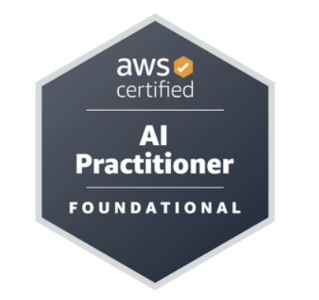 aws
certified
AI
Practitioner
FOUNDATIONAL